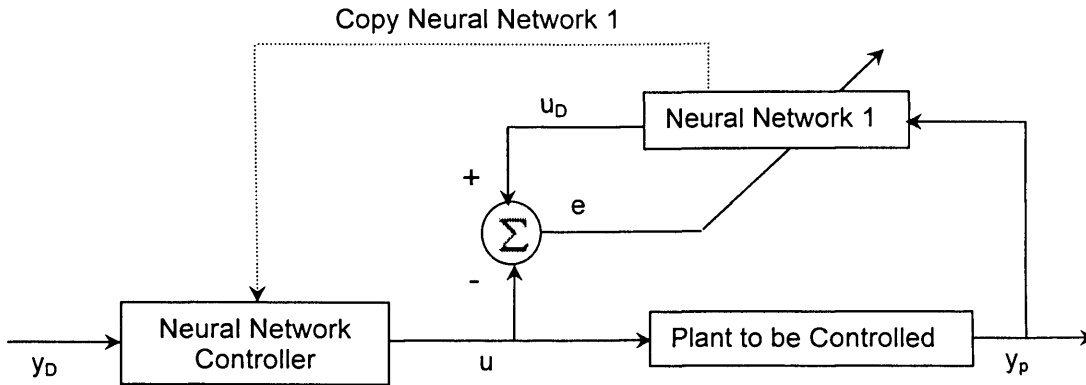 Copy Neural Network 1
u_D
Neural Network 1
+
e
Σ
-
Neural Network
Controller
Plant to be Controlled
y_D
u
y_p